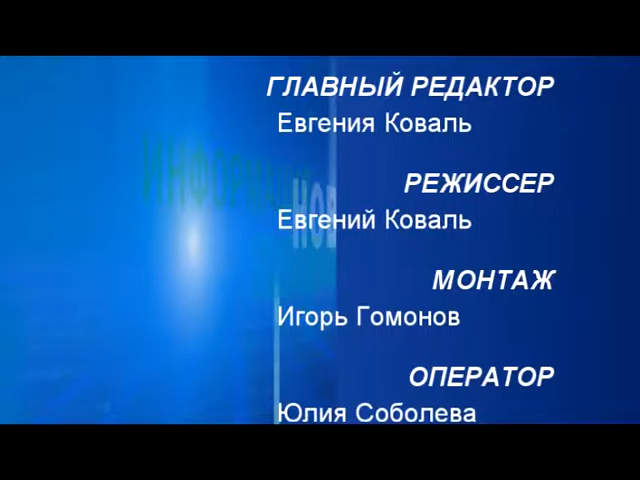 ГЛАВНЫЙ РЕДАКТОР
Евгения Коваль
РЕЖИССЕР
Евгений Коваль
МОНТАЖ
Игорь Гомонов
ОПЕРАТОР
Юлия Соболева